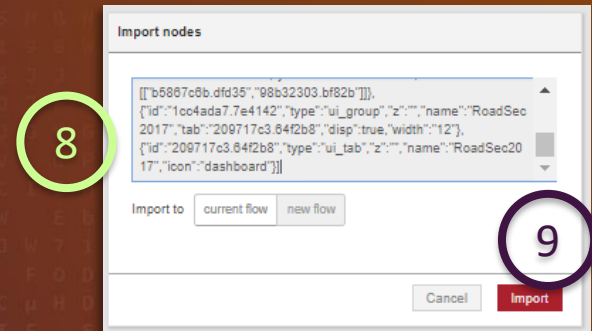 Import nodes
[["b5867c6b.dfd35","98b32303.bf82b"]]},
{"id":"1cc4ada7.7e4142","type":"ui_group","z":"","name":"RoadSec
2017","tab":"209717c3.64f2b8","disp":true,"width":"12"},
{"id":"209717c3.64f2b8","type":"ui_tab","z":"","name":"RoadSec20
17","icon":"dashboard"}]
8
Import to current flow new flow
9
Cancel Import